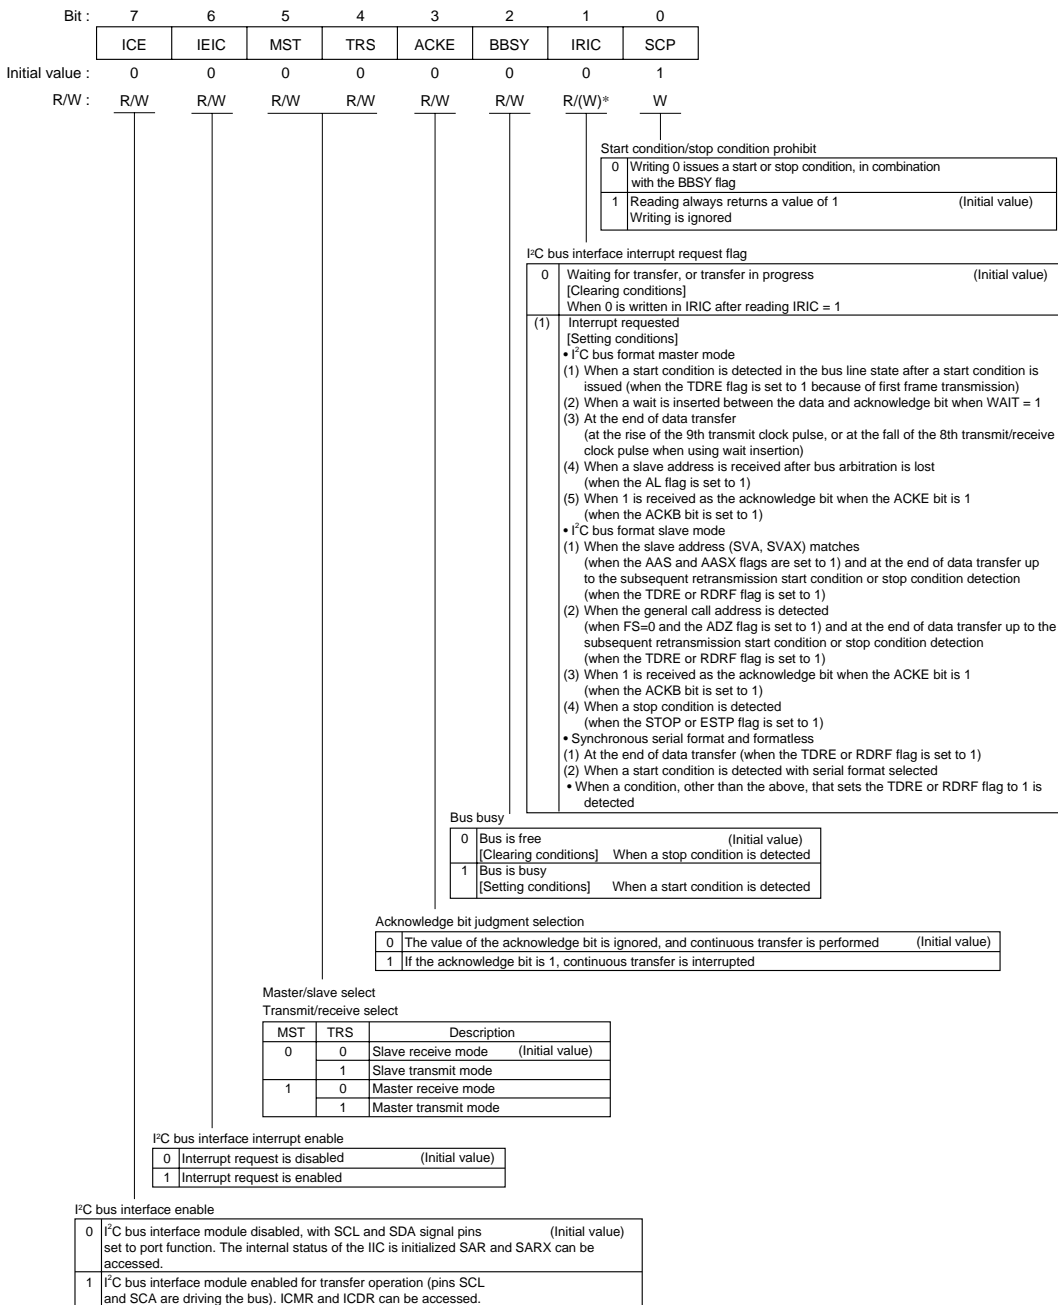 Bit : 7 6 5 4 3 2 1 0
ICE IEIC MST TRS ACKE BBSY IRIC SCP
Initial value : 0 0 0 0 0 0 0 1
R/W : R/W R/W R/W R/W R/W R/W R/(W)* W
Start condition/stop condition prohibit
0 Writing 0 issues a start or stop condition, in combination
with the BBSY flag
1 Reading always returns a value of 1 (Initial value)
Writing is ignored
I²C bus interface interrupt request flag
0 Waiting for transfer, or transfer in progress (Initial value)
[Clearing conditions]
When 0 is written in IRIC after reading IRIC = 1
(1) Interrupt requested
[Setting conditions]
• I²C bus format master mode
(1) When a start condition is detected in the bus line state after a start condition is
issued (when the TDRE flag is set to 1 because of first frame transmission)
(2) When a wait is inserted between the data and acknowledge bit when WAIT = 1
(3) At the end of data transfer
(at the rise of the 9th transmit clock pulse, or at the fall of the 8th transmit/receive
clock pulse when using wait insertion)
(4) When a slave address is received after bus arbitration is lost
(when the AL flag is set to 1)
(5) When 1 is received as the acknowledge bit when the ACKE bit is 1
(when the ACKB bit is set to 1)
• I²C bus format slave mode
(1) When the slave address (SVA, SVAX) matches
(when the AAS and AASX flags are set to 1) and at the end of data transfer up
to the subsequent retransmission start condition or stop condition detection
(when the TDRE or RDRF flag is set to 1)
(2) When the general call address is detected
(when FS=0 and the ADZ flag is set to 1) and at the end of data transfer up to the
subsequent retransmission start condition or stop condition detection
(when the TDRE or RDRF flag is set to 1)
(3) When 1 is received as the acknowledge bit when the ACKE bit is 1
(when the ACKB bit is set to 1)
(4) When a stop condition is detected
(when the STOP or ESTP flag is set to 1)
• Synchronous serial format and formatless
(1) At the end of data transfer (when the TDRE or RDRF flag is set to 1)
(2) When a start condition is detected with serial format selected
• When a condition, other than the above, that sets the TDRE or RDRF flag to 1 is
detected
Bus busy
0 Bus is free (Initial value)
[Clearing conditions] When a stop condition is detected
1 Bus is busy
[Setting conditions] When a start condition is detected
Acknowledge bit judgment selection
0 The value of the acknowledge bit is ignored, and continuous transfer is performed (Initial value)
1 If the acknowledge bit is 1, continuous transfer is interrupted
Master/slave select
Transmit/receive select
MST TRS Description
0 0 Slave receive mode (Initial value)
1 Slave transmit mode
1 0 Master receive mode
1 Master transmit mode
I²C bus interface interrupt enable
0 Interrupt request is disabled (Initial value)
1 Interrupt request is enabled
I²C bus interface enable
0 I²C bus interface module disabled, with SCL and SDA signal pins (Initial value)
set to port function. The internal status of the IIC is initialized SAR and SARX can be
accessed.
1 I²C bus interface module enabled for transfer operation (pins SCL
and SCA are driving the bus). ICMR and ICDR can be accessed.